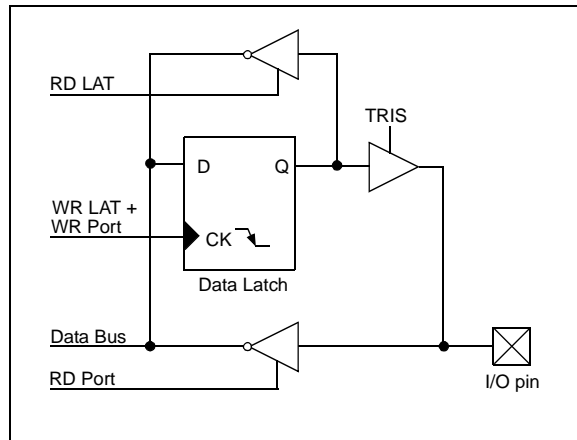 RD LAT
TRIS
D
Q
WR LAT +
WR Port
CK
Data Latch
Data Bus
RD Port
I/O pin